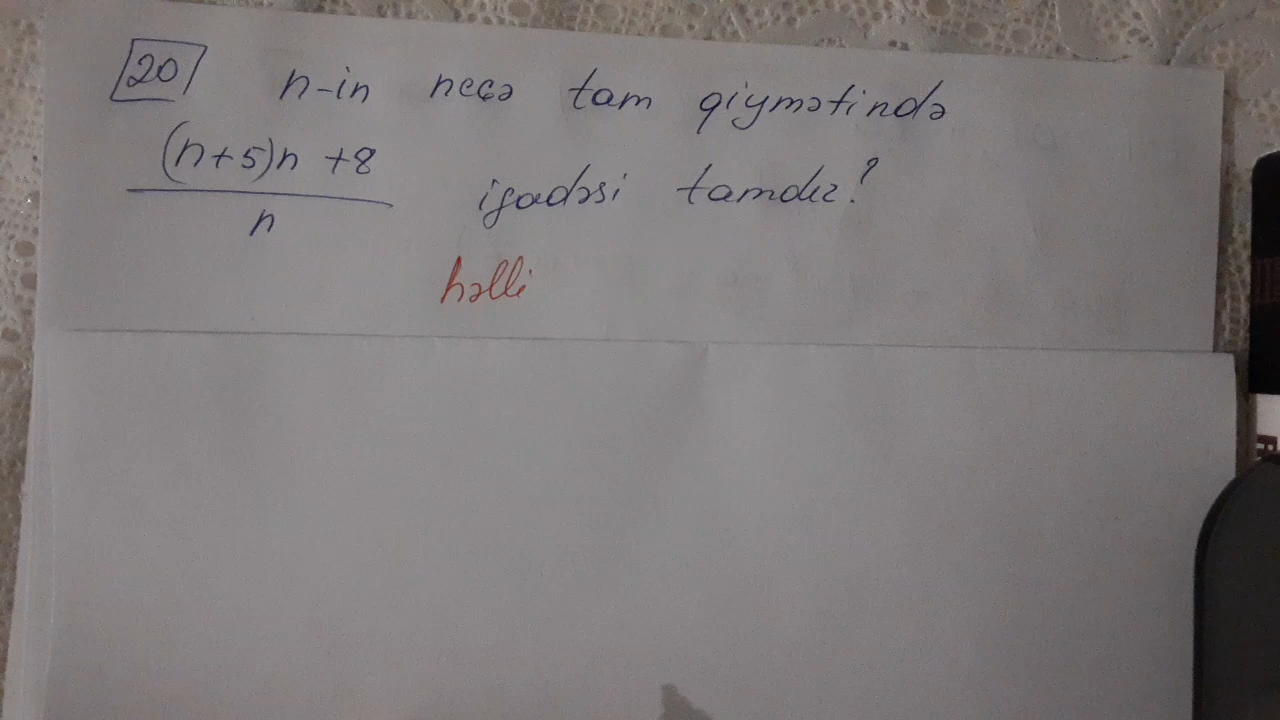 20 n-in neçə tam qiymətində
(n+5)n +8
n
ifadəsi tamdır?
həlli